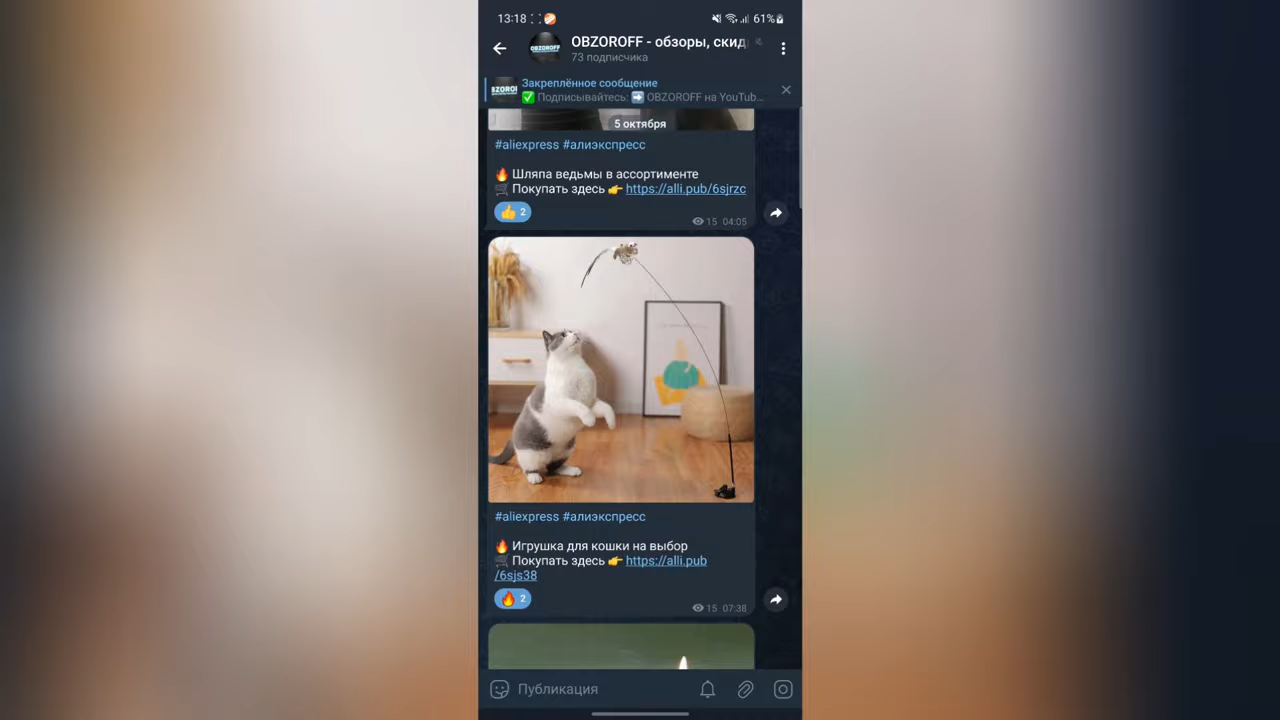 13:18 61%
OBZOROFF - обзоры, скид
73 подписчика
Закреплённое сообщение
✅ Подписывайтесь: ➡️ OBZOROFF на YouTub...
5 октября
#aliexpress #алиэкспресс
🔥 Шляпа ведьмы в ассортименте
🛒 Покупать здесь 👉 https://alli.pub/6sjrzc
👍 2
15 04:05
#aliexpress #алиэкспресс
🔥 Игрушка для кошки на выбор
🛒 Покупать здесь 👉 https://alli.pub
/6sjs38
🔥 2
15 07:38
Публикация